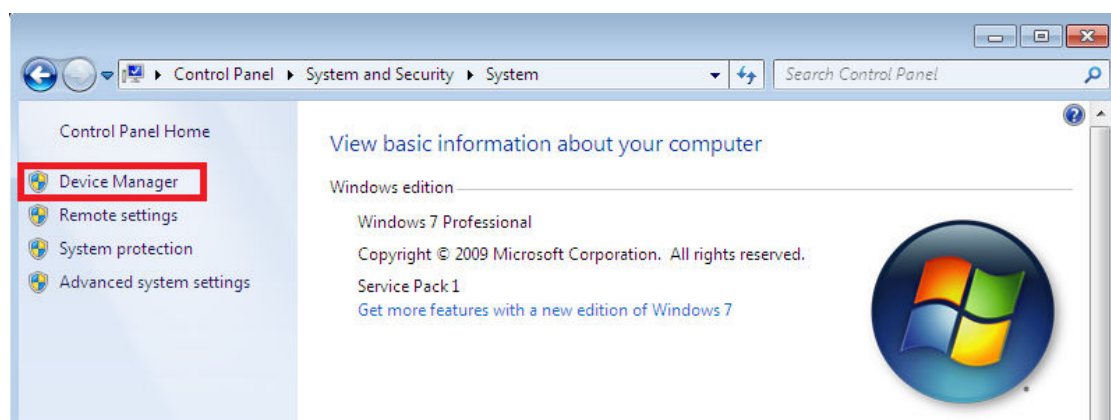 Control Panel ▸ System and Security ▸ System
Search Control Panel
Control Panel Home
Device Manager
Remote settings
System protection
Advanced system settings
View basic information about your computer
Windows edition
Windows 7 Professional
Copyright © 2009 Microsoft Corporation. All rights reserved.
Service Pack 1
Get more features with a new edition of Windows 7